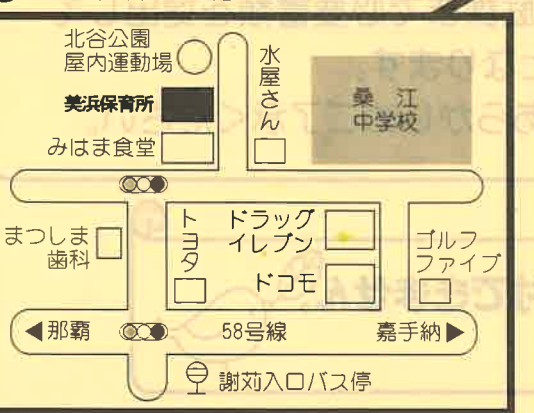 北谷公園
屋内運動場
水屋さん
美浜保育所
桑江
中学校
みはま食堂
まつしま
歯科
トヨタ
ドラッグ
イレブン
ドコモ
ゴルフ
ファイブ
◀那覇
58号線
嘉手納▶
謝苅入口バス停